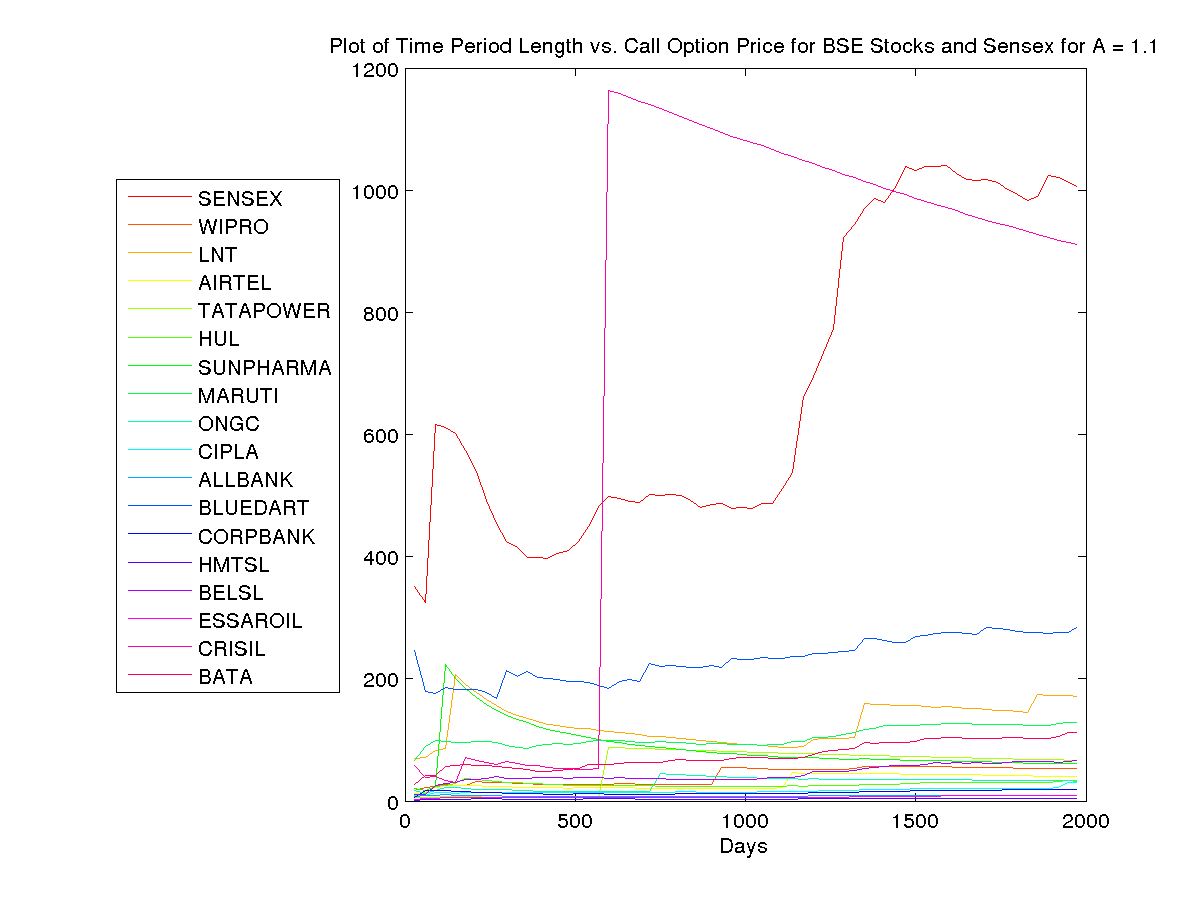 Plot of Time Period Length vs. Call Option Price for BSE Stocks and Sensex for A = 1.1
1200
1000
800
600
400
200
0
0 500 1000 1500 2000
Days
SENSEX
WIPRO
LNT
AIRTEL
TATAPOWER
HUL
SUNPHARMA
MARUTI
ONGC
CIPLA
ALLBANK
BLUEDART
CORPBANK
HMTSL
BELSL
ESSAROIL
CRISIL
BATA